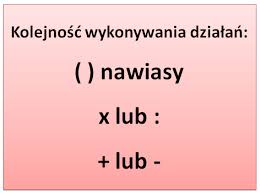 Kolejność wykonywania działań:
( ) nawiasy
x lub :
+ lub -